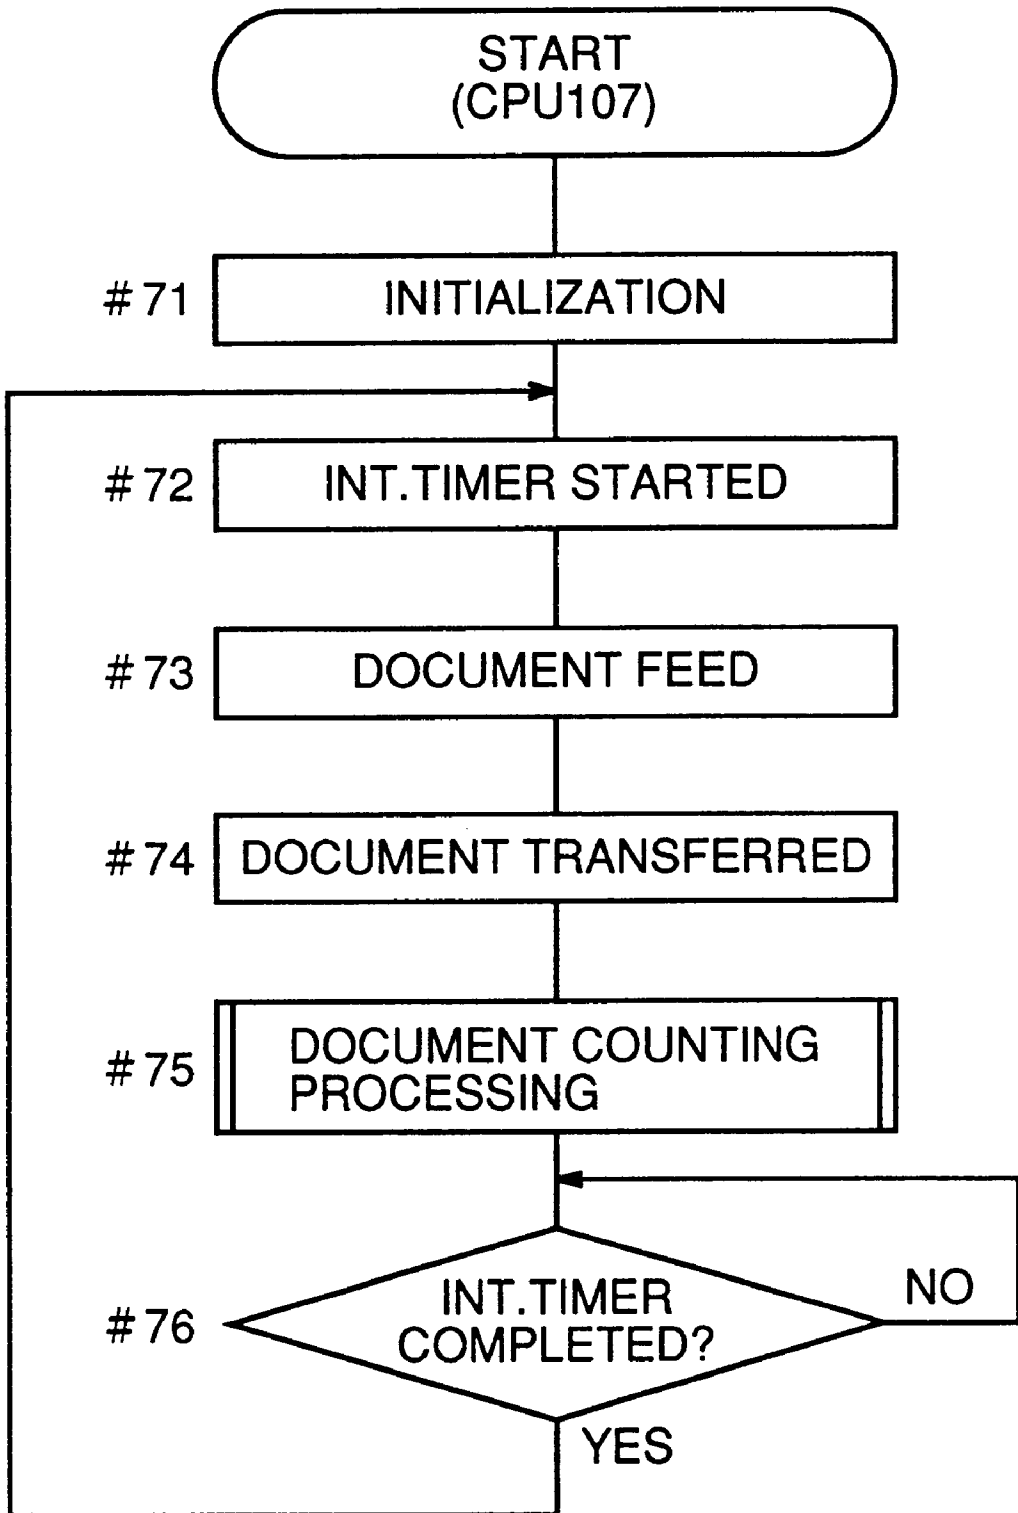 START
(CPU107)
#71
INITIALIZATION
#72
INT.TIMER STARTED
#73
DOCUMENT FEED
#74
DOCUMENT TRANSFERRED
#75
DOCUMENT COUNTING
PROCESSING
#76
INT.TIMER
COMPLETED?
NO
YES